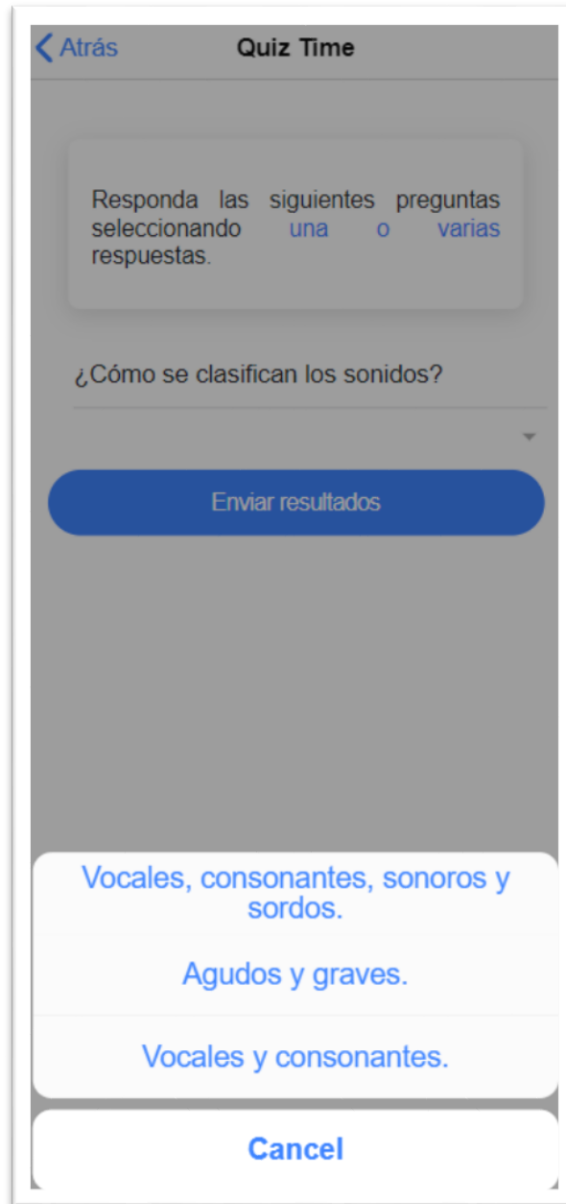 Atrás
Quiz Time
Responda las siguientes preguntas
seleccionando una o varias
respuestas.
¿Cómo se clasifican los sonidos?
Enviar resultados
Vocales, consonantes, sonoros y
sordos.
Agudos y graves.
Vocales y consonantes.
Cancel